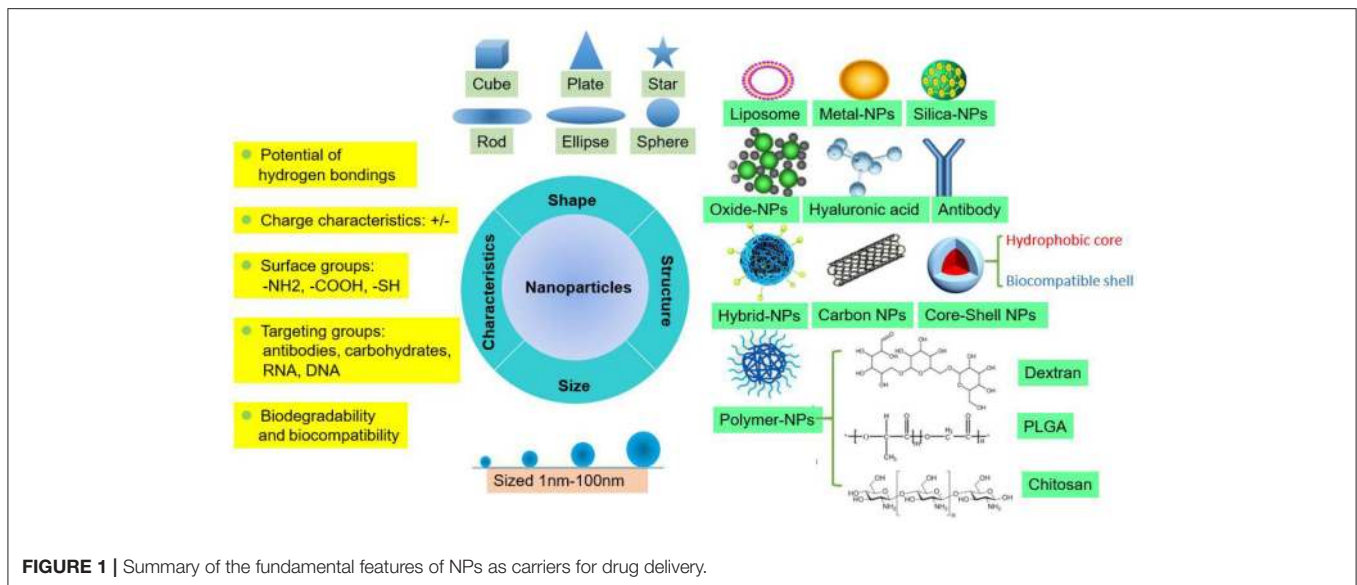 Cube Plate Star
Rod Ellipse Sphere
Potential of
hydrogen bondings
Charge characteristics: +/-
Surface groups:
-NH2, -COOH, -SH
Targeting groups:
antibodies, carbohydrates,
RNA, DNA
Biodegradability
and biocompatibility
Shape
Characteristics
Nanoparticles
Structure
Size
Sized 1nm-100nm
Liposome Metal-NPs Silica-NPs
Oxide-NPs Hyaluronic acid Antibody
Hydrophobic core
Biocompatible shell
Hybrid-NPs Carbon NPs Core-Shell NPs
Polymer-NPs
Dextran
PLGA
Chitosan
FIGURE 1 | Summary of the fundamental features of NPs as carriers for drug delivery.